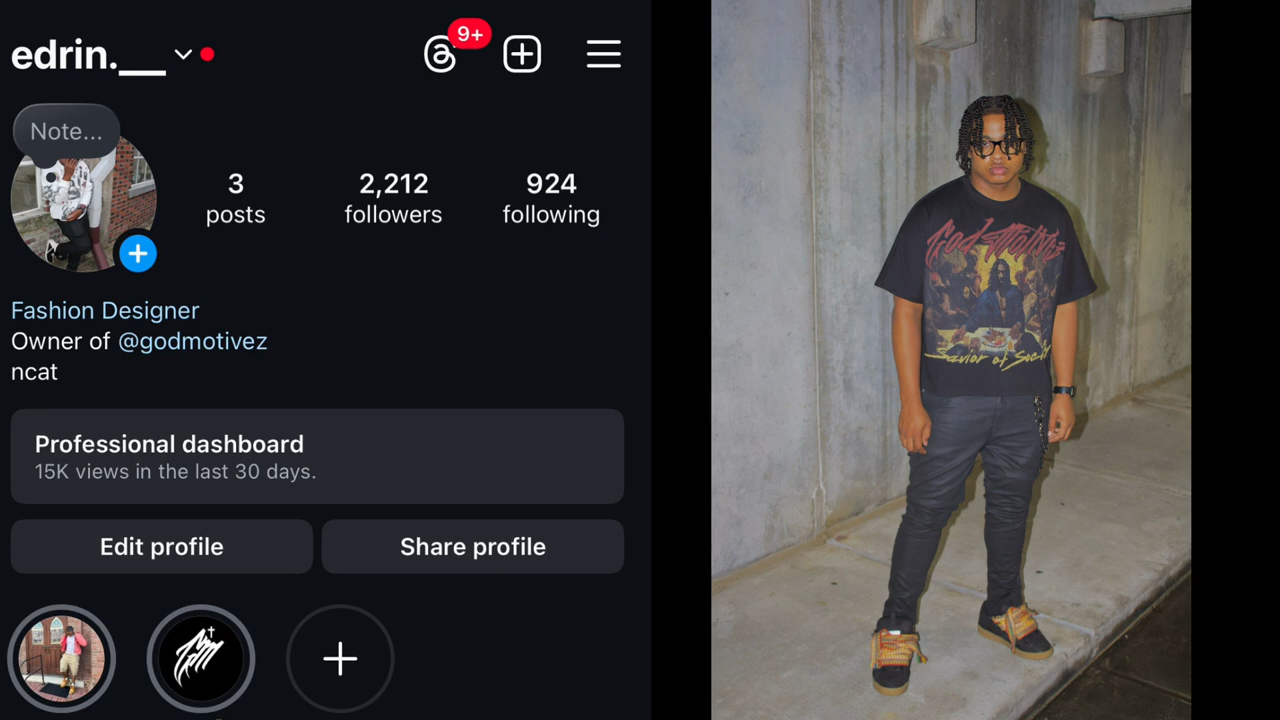 edrin.__
9+
Note...
3 posts
2,212 followers
924 following
Fashion Designer
Owner of @godmotivez
ncat
Professional dashboard
15K views in the last 30 days.
Edit profile
Share profile
God
Savior of